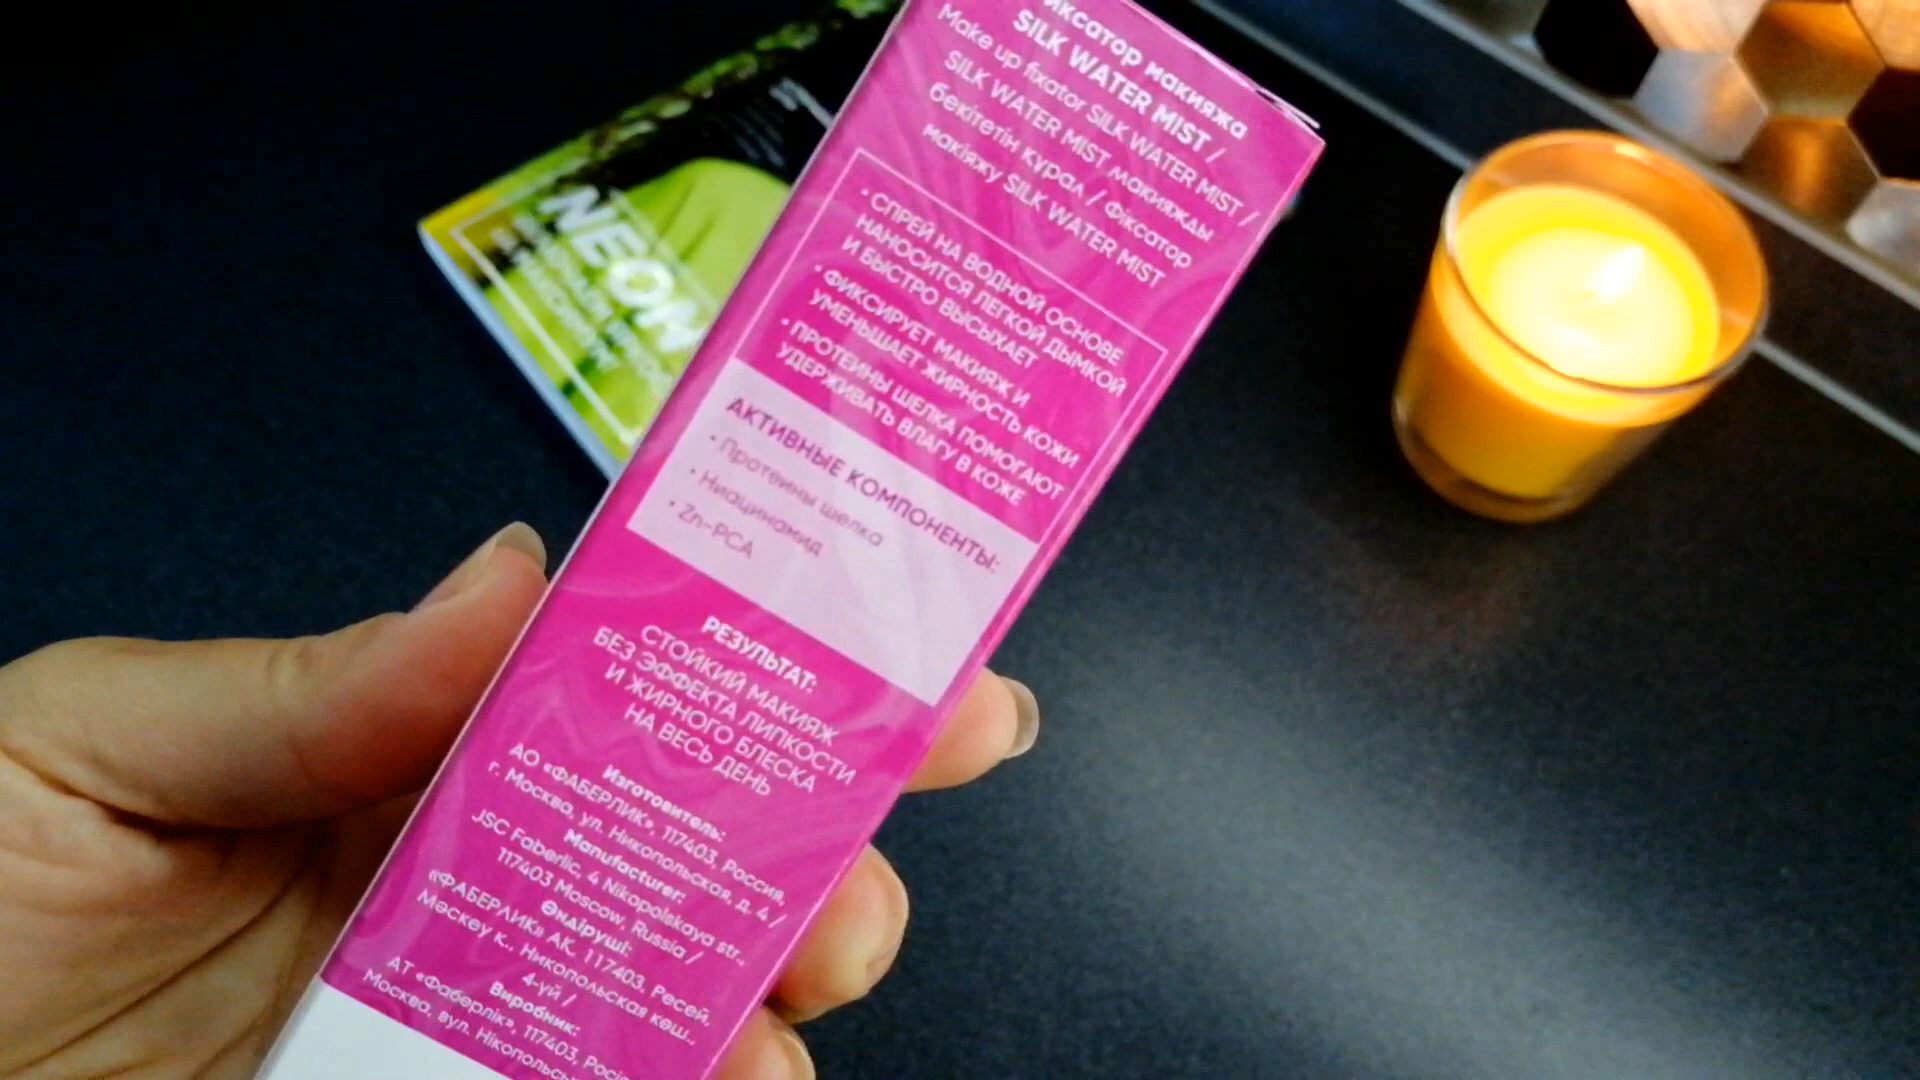 иксатор макияжа
SILK WATER MIST /
Make up fixator SILK WATER MIST /
SILK WATER MIST макияжды
бекітетін құрал / Фіксатор
макіяжу SILK WATER MIST
• СПРЕЙ НА ВОДНОЙ ОСНОВЕ
НАНОСИТСЯ ЛЕГКОЙ ДЫМКОЙ
И БЫСТРО ВЫСЫХАЕТ
• ФИКСИРУЕТ МАКИЯЖ И
УМЕНЬШАЕТ ЖИРНОСТЬ КОЖИ
• ПРОТЕИНЫ ШЕЛКА ПОМОГАЮТ
УДЕРЖИВАТЬ ВЛАГУ В КОЖЕ
АКТИВНЫЕ КОМПОНЕНТЫ:
• Протеины шелка
• Ниацинамид
• Zn-PCA
РЕЗУЛЬТАТ:
СТОЙКИЙ МАКИЯЖ
БЕЗ ЭФФЕКТА ЛИПКОСТИ
И ЖИРНОГО БЛЕСКА
НА ВЕСЬ ДЕНЬ
Изготовитель:
АО «ФАБЕРЛИК», 117403, Россия,
г. Москва, ул. Никопольская, д. 4 /
Manufacturer:
JSC Faberlic, 4 Nikopolskaya str.,
117403 Moscow, Russia /
Өндіруші:
«ФАБЕРЛИК» АҚ, 117403, Ресей,
Мәскеу қ., Никопольская көш.,
4-үй /
Виробник:
АТ «Фаберлік», 117403, Росія
Москва, вул. Нікопольсь
NEON